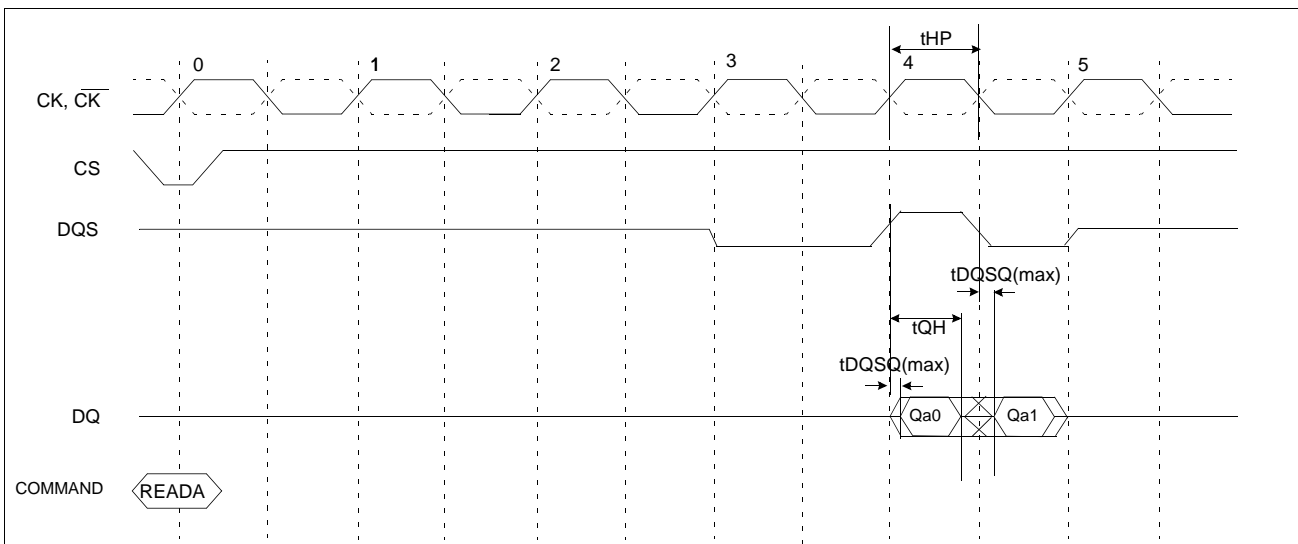 tHP
0 1 2 3 4 5
CK, CK
CS
DQS
tDQSQ(max)
tQH
tDQSQ(max)
DQ
Qa0 Qa1
COMMAND
READA